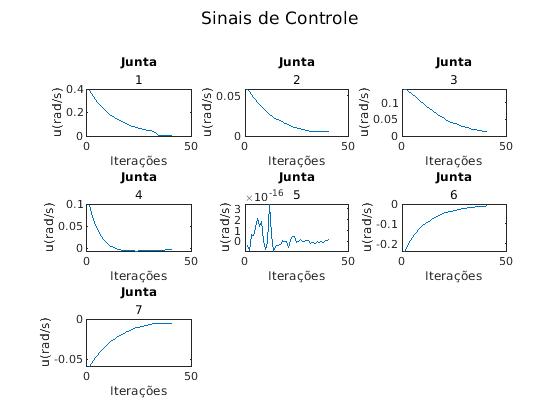 Sinais de Controle
Junta
1
u(rad/s)
0.4
0.2
0
0
50
Iterações
Junta
2
u(rad/s)
0.05
0
0
50
Iterações
Junta
3
u(rad/s)
0.1
0.05
0
0
50
Iterações
Junta
4
u(rad/s)
0.1
0.05
0
0
50
Iterações
Junta
×10^-16
5
u(rad/s)
3
2
1
0
0
50
Iterações
Junta
6
u(rad/s)
0
-0.1
-0.2
0
50
Iterações
Junta
7
u(rad/s)
0
-0.05
0
50
Iterações